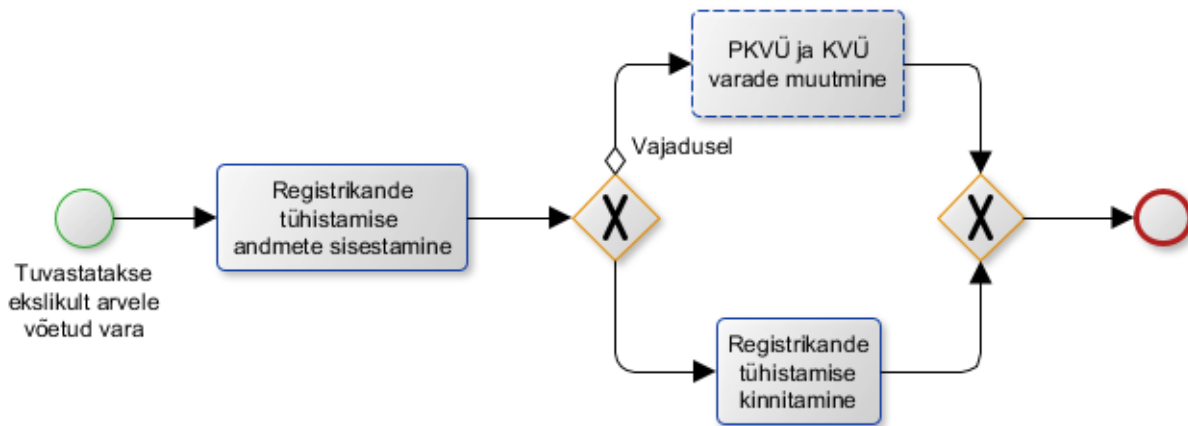 PKVÜ ja KVÜ
varade muutmine
Vajadusel
Registrikande
tühistamise
andmete sisestamine
Tuvastatakse
ekslikult arvele
võetud vara
Registrikande
tühistamise
kinnitamine